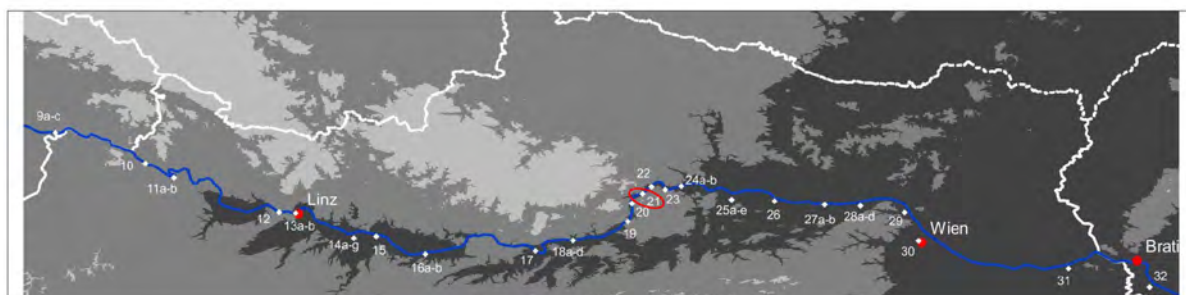 9a-c
10
11a-b
12
Linz
13a-b
14a-g
15
16a-b
17
18a-d
19
20
21
22
23
24a-b
25a-e
26
27a-b
28a-d
29
Wien
30
31
Brati
32